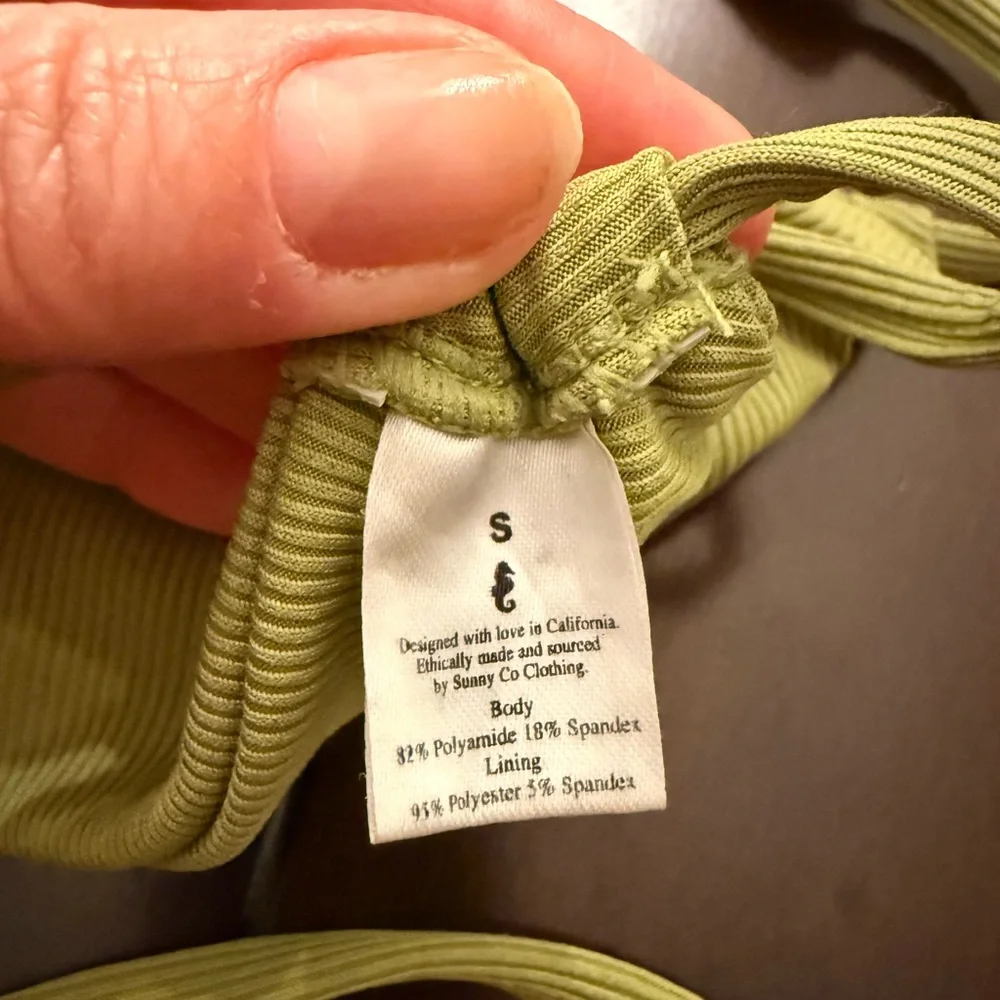 S
Designed with love in California.
Ethically made and sourced
by Sunny Co Clothing.
Body
82% Polyamide 18% Spandex
Lining
95% Polyester 5% Spandex